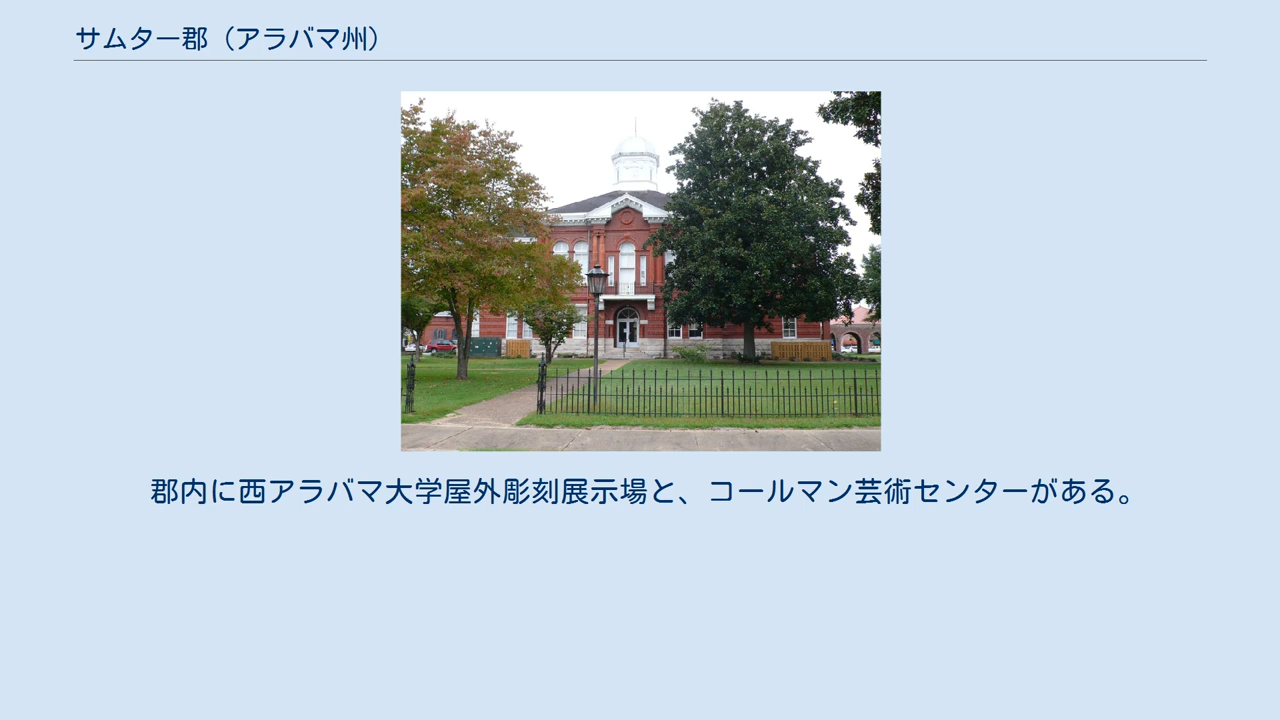 サムター郡（アラバマ州）
郡内に西アラバマ大学屋外彫刻展示場と、コールマン芸術センターがある。